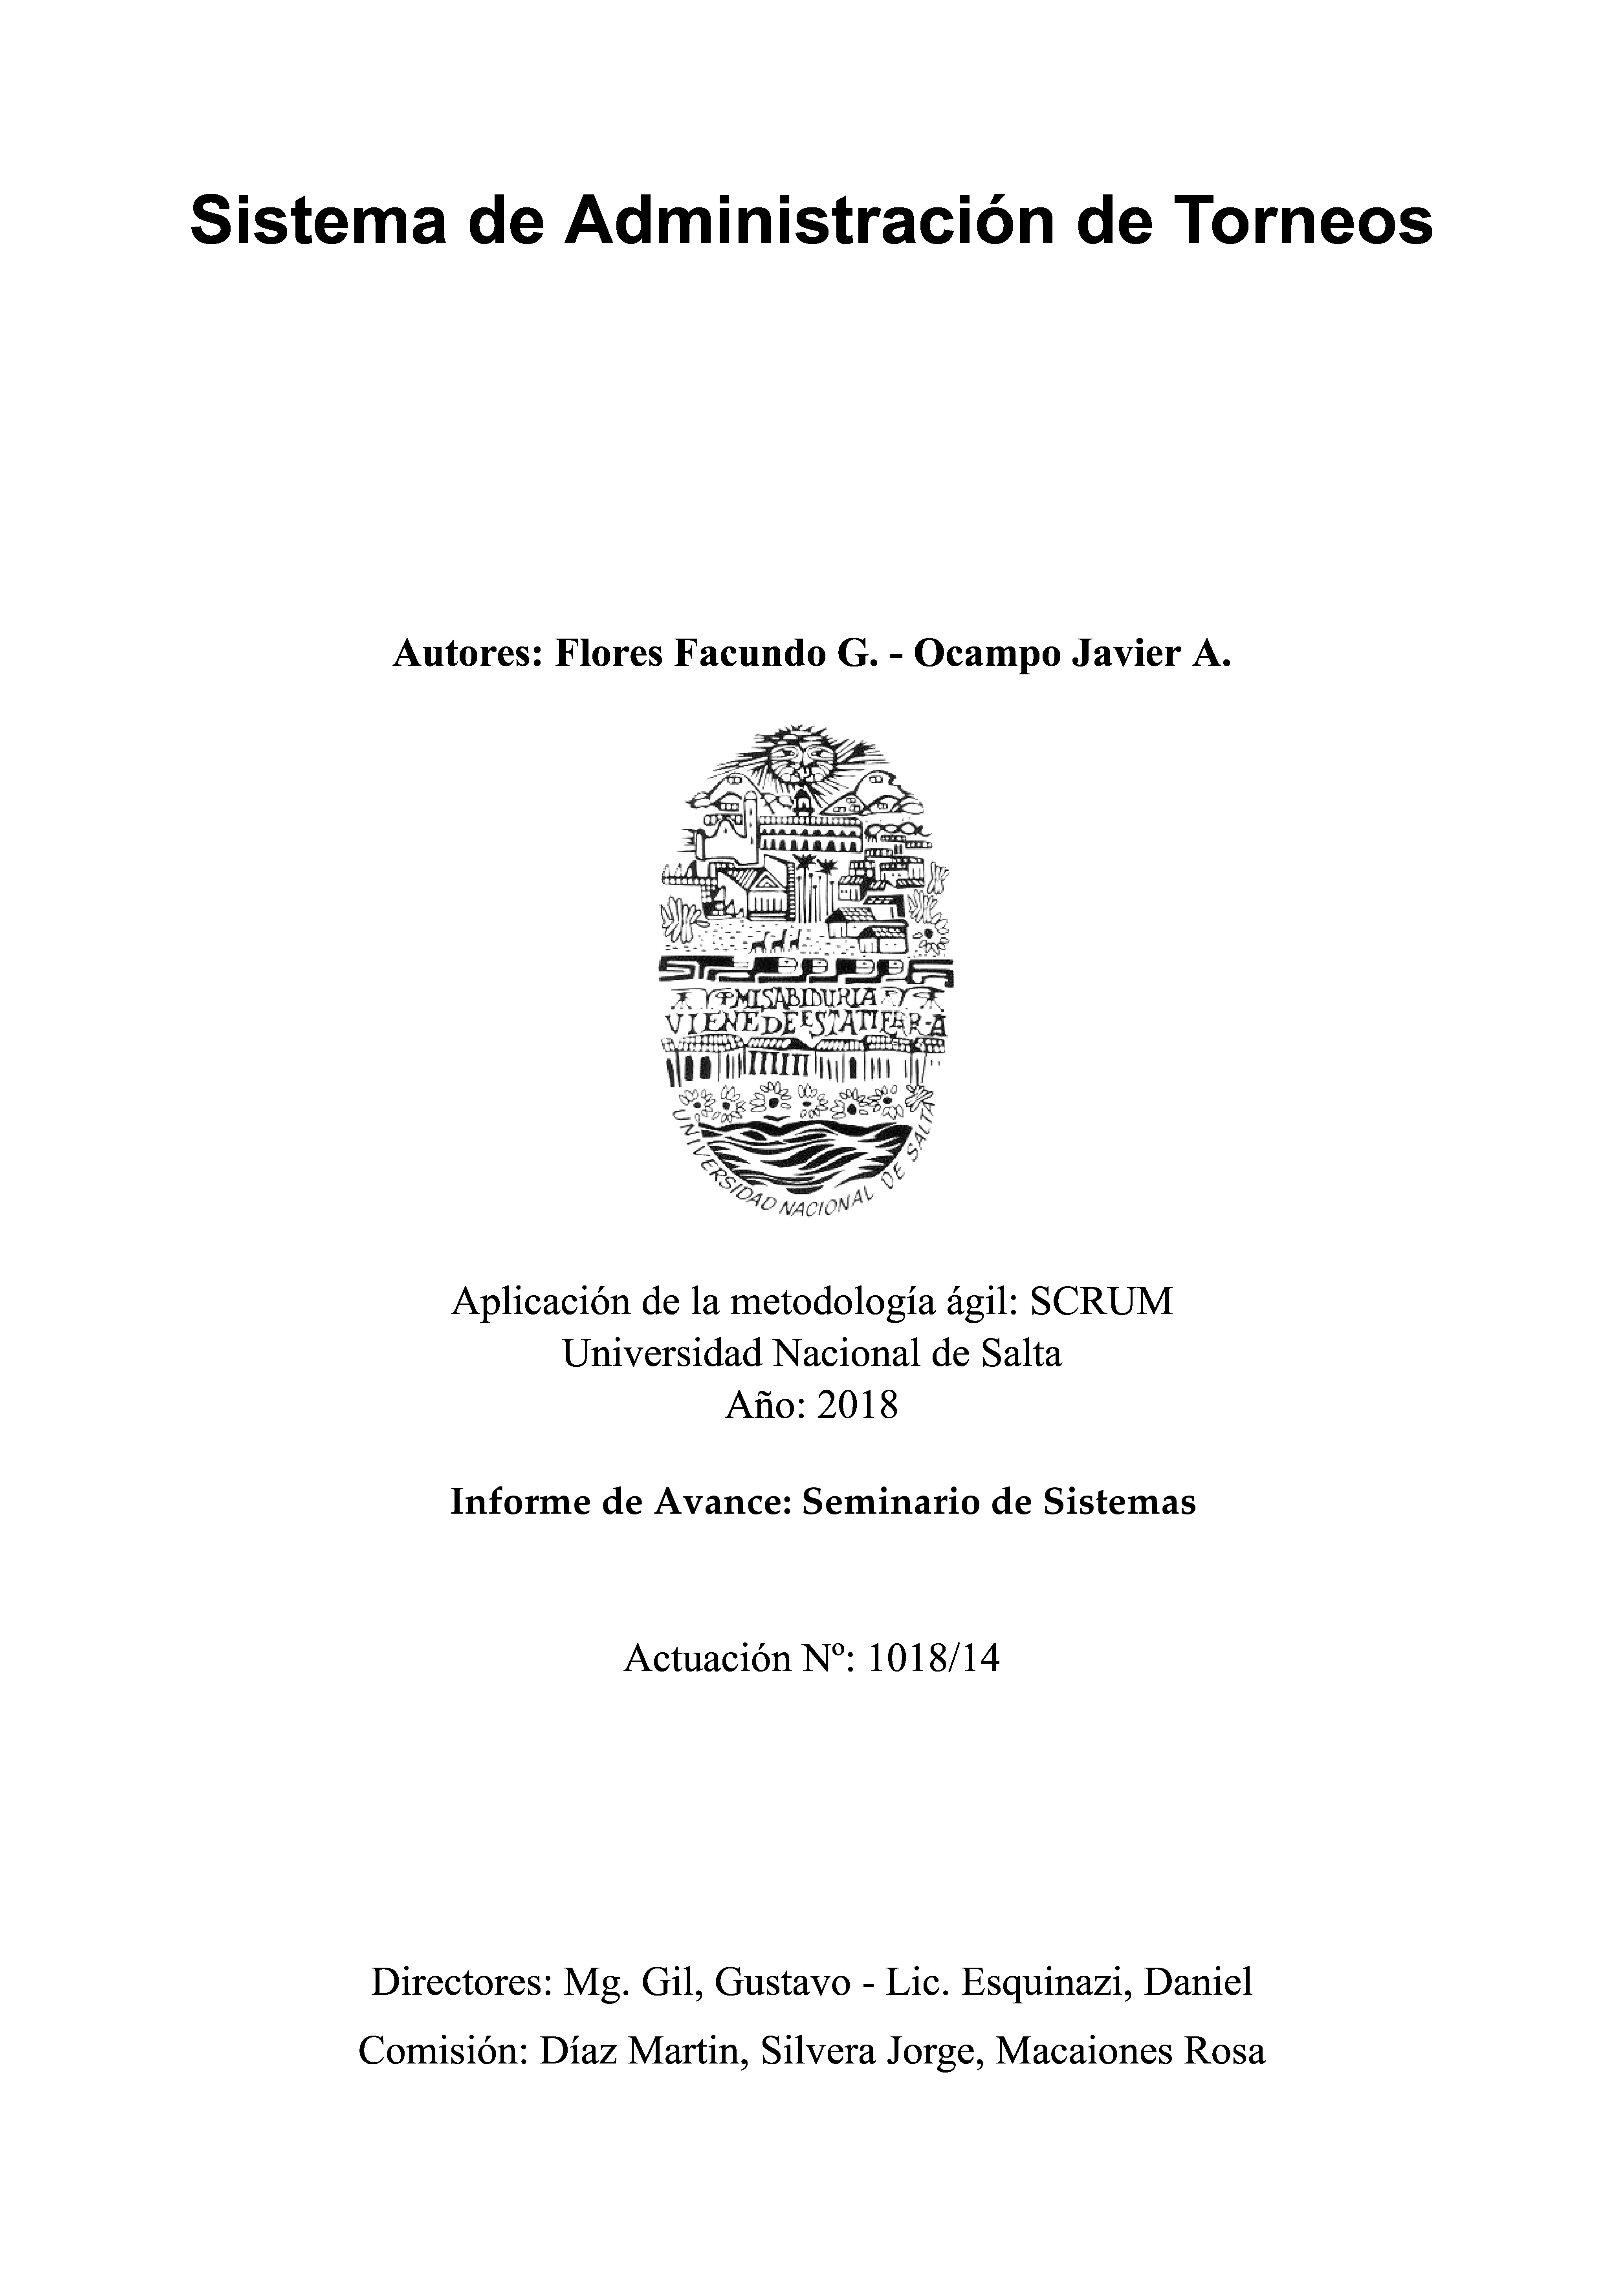 Sistema de Administración de Torneos
Autores: Flores Facundo G. - Ocampo Javier A.
MI SABIDURIA
VIENE DE ESTA TIERRA
UNIVERSIDAD NACIONAL DE SALTA
Aplicación de la metodología ágil: SCRUM
Universidad Nacional de Salta
Año: 2018
Informe de Avance: Seminario de Sistemas
Actuación Nº: 1018/14
Directores: Mg. Gil, Gustavo - Lic. Esquinazi, Daniel
Comisión: Díaz Martin, Silvera Jorge, Macaiones Rosa